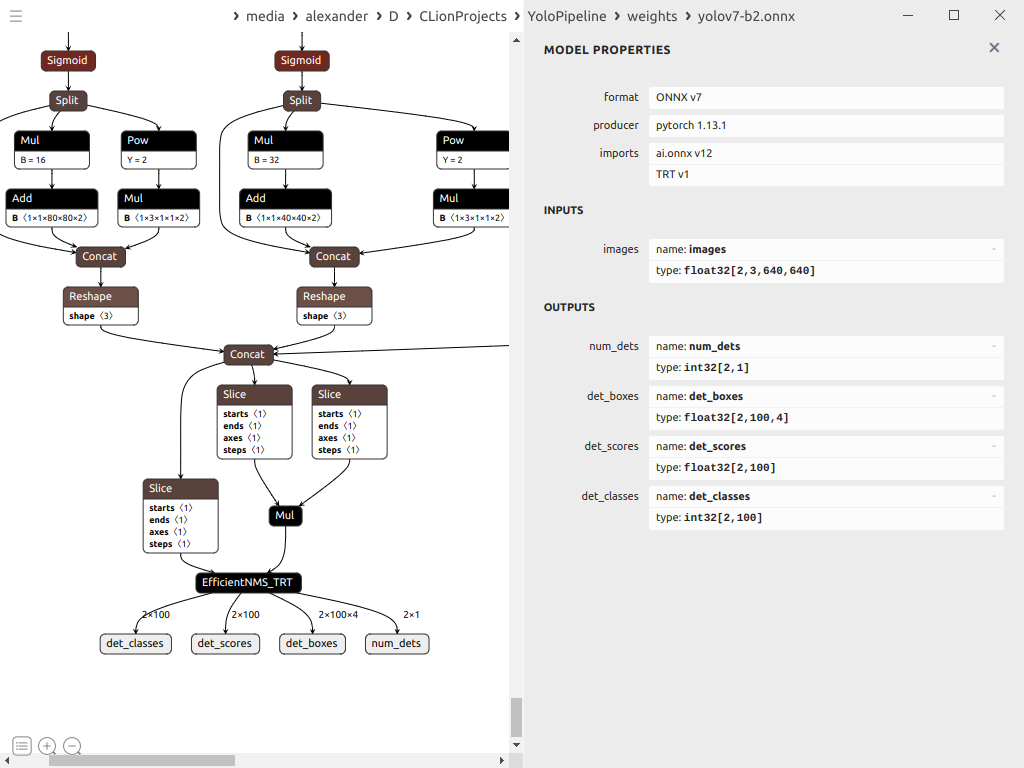 › media › alexander › D › CLionProjects › YoloPipeline › weights › yolov7-b2.onnx
Sigmoid
Sigmoid
Split
Split
Mul
B = 16
Pow
Y = 2
Mul
B = 32
Pow
Y = 2
Add
B 〈1×1×80×80×2〉
Mul
B 〈1×3×1×1×2〉
Add
B 〈1×1×40×40×2〉
Mul
B 〈1×3×1×1×2〉
Concat
Concat
Reshape
shape 〈3〉
Reshape
shape 〈3〉
Concat
Slice
starts 〈1〉
ends 〈1〉
axes 〈1〉
steps 〈1〉
Slice
starts 〈1〉
ends 〈1〉
axes 〈1〉
steps 〈1〉
Slice
starts 〈1〉
ends 〈1〉
axes 〈1〉
steps 〈1〉
Mul
EfficientNMS_TRT
2×100
2×100
2×100×4
2×1
det_classes
det_scores
det_boxes
num_dets
MODEL PROPERTIES
format ONNX v7
producer pytorch 1.13.1
imports ai.onnx v12
TRT v1
INPUTS
images name: images -
type: float32[2,3,640,640]
OUTPUTS
num_dets name: num_dets -
type: int32[2,1]
det_boxes name: det_boxes -
type: float32[2,100,4]
det_scores name: det_scores -
type: float32[2,100]
det_classes name: det_classes -
type: int32[2,100]